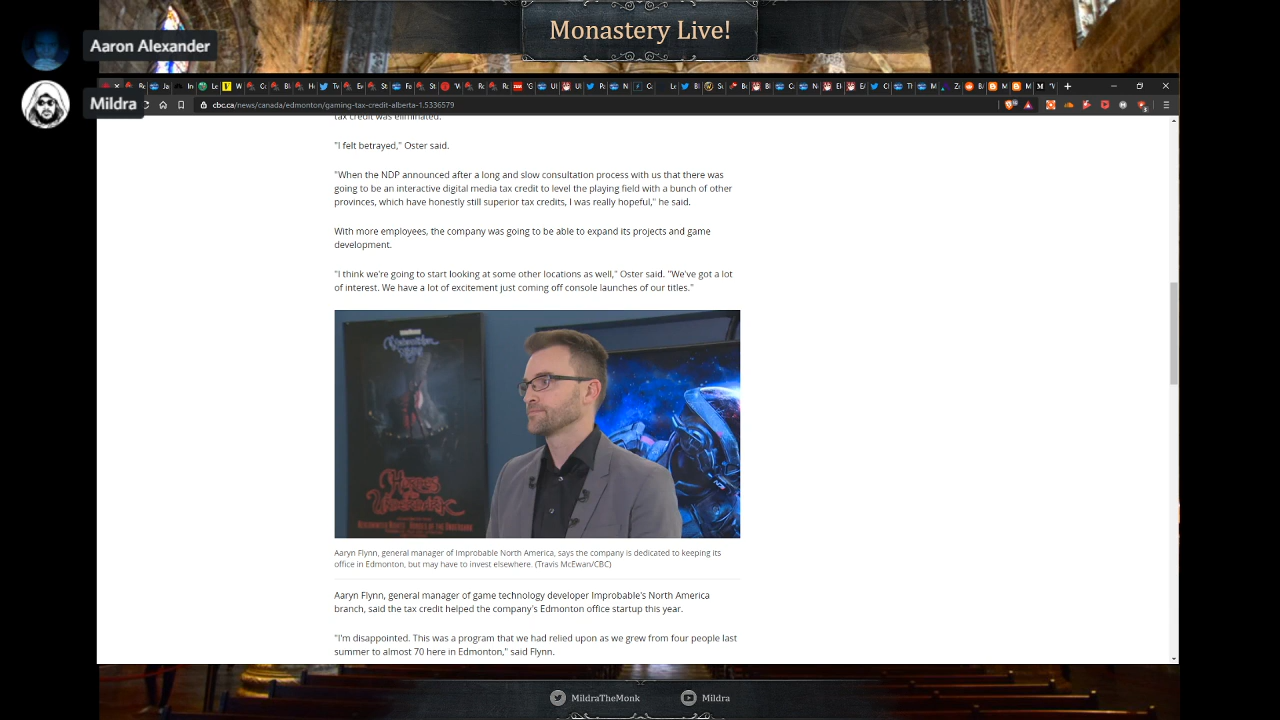 Monastery Live!
Aaron Alexander
Mildra
cbc.ca/news/canada/edmonton/gaming-tax-credit-alberta-1.5336579
tax credit was eliminated.
"I felt betrayed," Oster said.
"When the NDP announced after a long and slow consultation process with us that there was
going to be an interactive digital media tax credit to level the playing field with a bunch of other
provinces, which have honestly still superior tax credits, I was really hopeful," he said.
With more employees, the company was going to be able to expand its projects and game
development.
"I think we're going to start looking at some other locations as well," Oster said. "We've got a lot
of interest. We have a lot of excitement just coming off console launches of our titles."
Aaryn Flynn, general manager of Improbable North America, says the company is dedicated to keeping its
office in Edmonton, but may have to invest elsewhere. (Travis McEwan/CBC)
Aaryn Flynn, general manager of game technology developer Improbable's North America
branch, said the tax credit helped the company's Edmonton office startup this year.
"I'm disappointed. This was a program that we had relied upon as we grew from four people last
summer to almost 70 here in Edmonton," said Flynn.
MildraTheMonk
Mildra